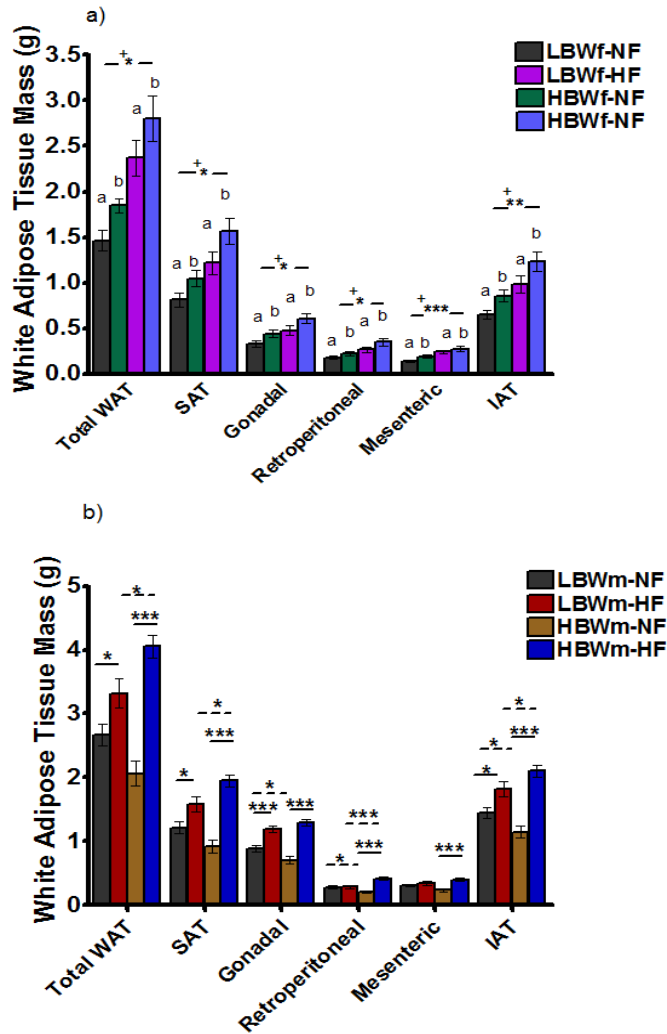 a)
White Adipose Tissue Mass (g)
3.5
3.0
2.5
2.0
1.5
1.0
0.5
0.0
LBWf-NF
LBWf-HF
HBWf-NF
HBWf-NF
+
*
a
b
a
b
+
*
a
b
a
b
+
*
a
b
a
b
+
*
a
b
a
b
+
***
a
b
a
b
+
**
a
b
a
b
Total WAT
SAT
Gonadal
Retroperitoneal
Mesenteric
IAT
b)
White Adipose Tissue Mass (g)
5
4
3
2
1
0
LBWm-NF
LBWm-HF
HBWm-NF
HBWm-HF
*
***
*
*
***
*
*
***
***
***
*
***
***
*
*
***
*
Total WAT
SAT
Gonadal
Retroperitoneal
Mesenteric
IAT